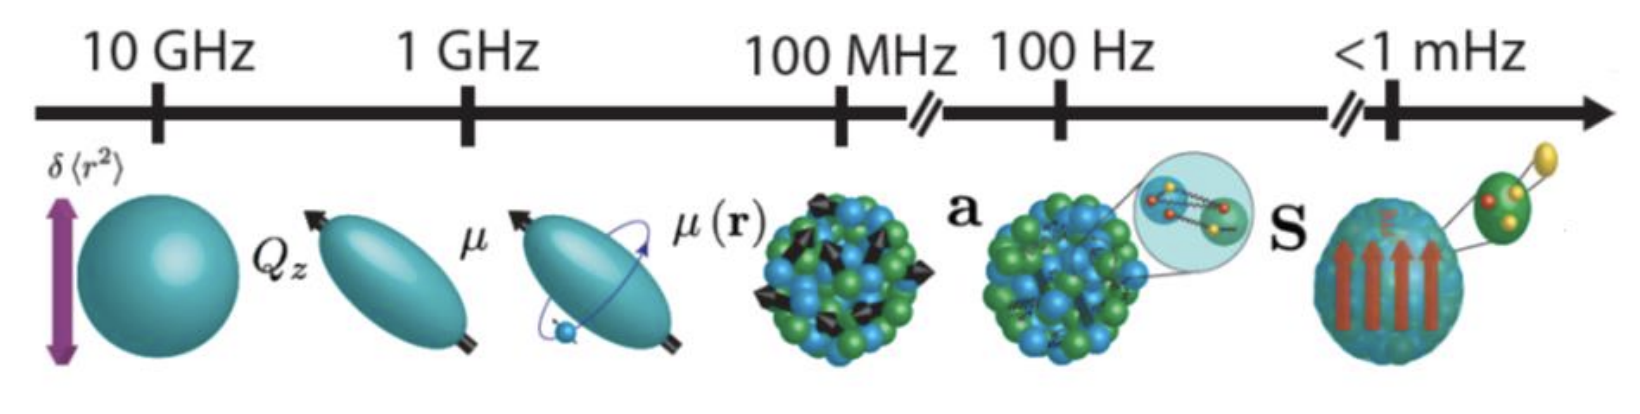 10 GHz 1 GHz 100 MHz 100 Hz <1 mHz
δ⟨r²⟩
Q_z μ μ(r) a S
E